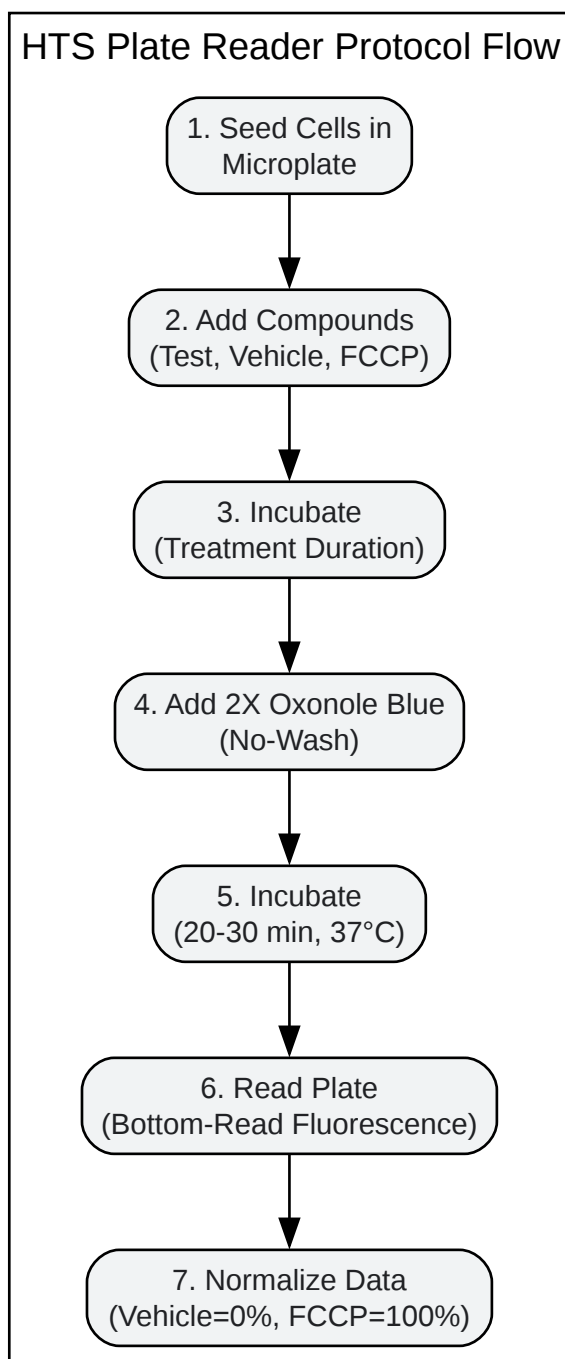 HTS Plate Reader Protocol Flow
1. Seed Cells in
Microplate
2. Add Compounds
(Test, Vehicle, FCCP)
3. Incubate
(Treatment Duration)
4. Add 2X Oxonole Blue
(No-Wash)
5. Incubate
(20-30 min, 37°C)
6. Read Plate
(Bottom-Read Fluorescence)
7. Normalize Data
(Vehicle=0%, FCCP=100%)